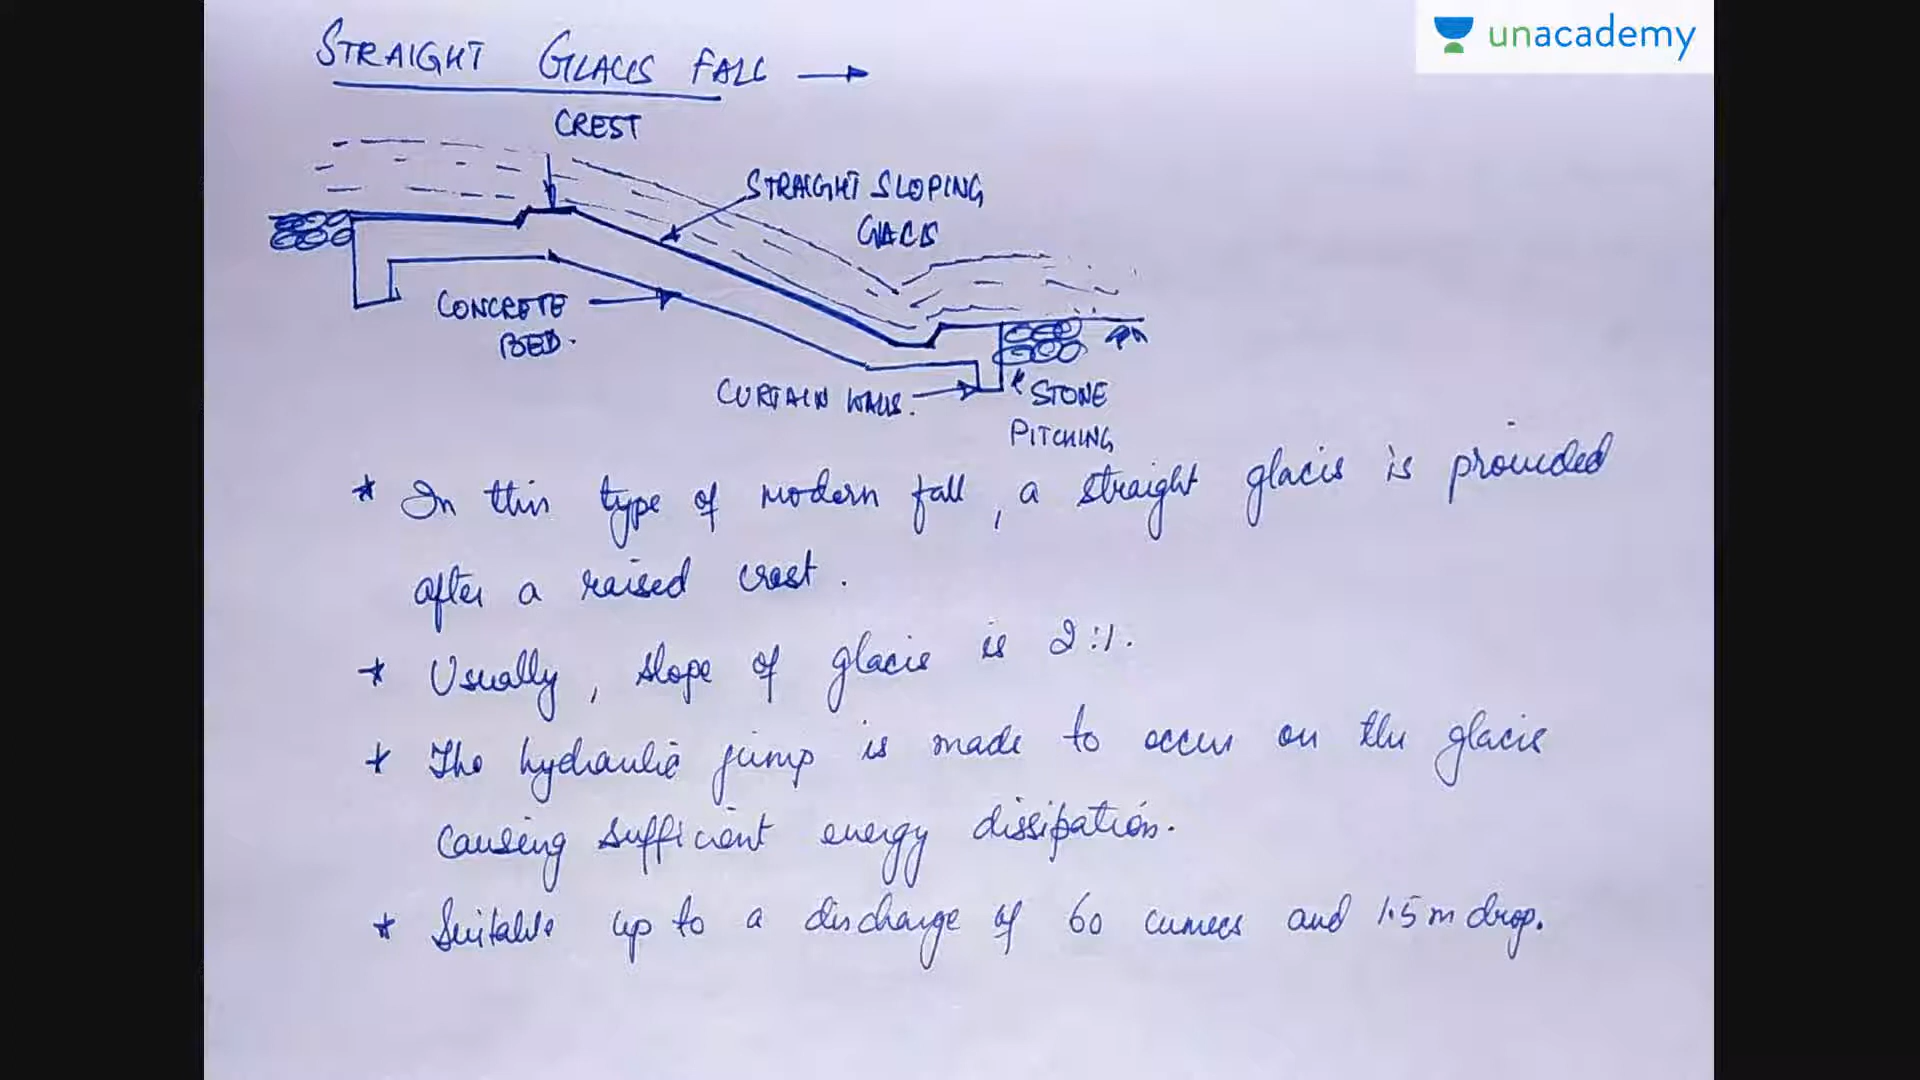 unacademy
STRAIGHT GLACIS FALL
CREST
STRAIGHT SLOPING
GLACIS
CONCRETE
BED.
CURTAIN WALLS.
STONE
PITCHING
* In this type of modern fall, a straight glacis is provided
after a raised crest.
* Usually, slope of glacis is 2:1.
* The hydraulic jump is made to occur on the glacis
causing sufficient energy dissipation.
* Suitable up to a discharge of 60 cumecs and 1.5 m drop.